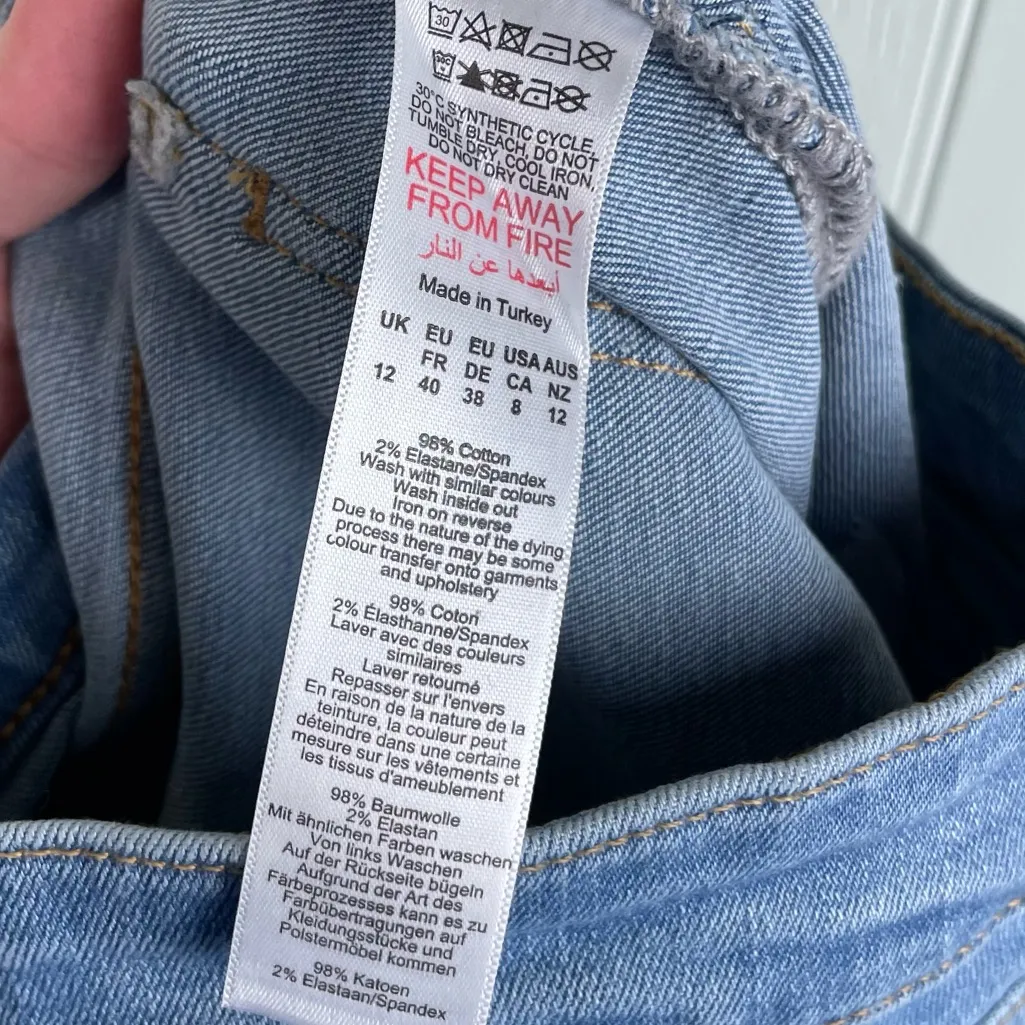 30
30C
30°C SYNTHETIC CYCLE,
DO NOT BLEACH, DO NOT
TUMBLE DRY, COOL IRON,
DO NOT DRY CLEAN
KEEP AWAY
FROM FIRE
أبعدها عن النار
Made in Turkey
UK EU EU USA AUS
FR DE CA NZ
12 40 38 8 12
98% Cotton
2% Elastane/Spandex
Wash with similar colours
Wash inside out
Iron on reverse
Due to the nature of the dying
process there may be some
colour transfer onto garments
and upholstery
98% Coton
2% Élasthanne/Spandex
Laver avec des couleurs
similaires
Laver retourné
Repasser sur l'envers
En raison de la nature de la
teinture, la couleur peut
déteindre dans une certaine
mesure sur les vêtements et
les tissus d'ameublement
98% Baumwolle
2% Elastan
Mit ähnlichen Farben waschen
Von links Waschen
Auf der Rückseite bügeln
Aufgrund der Art des
Färbeprozesses kann es zu
Farbübertragungen auf
Kleidungsstücke und
Polstermöbel kommen
98% Katoen
2% Elastaan/Spandex